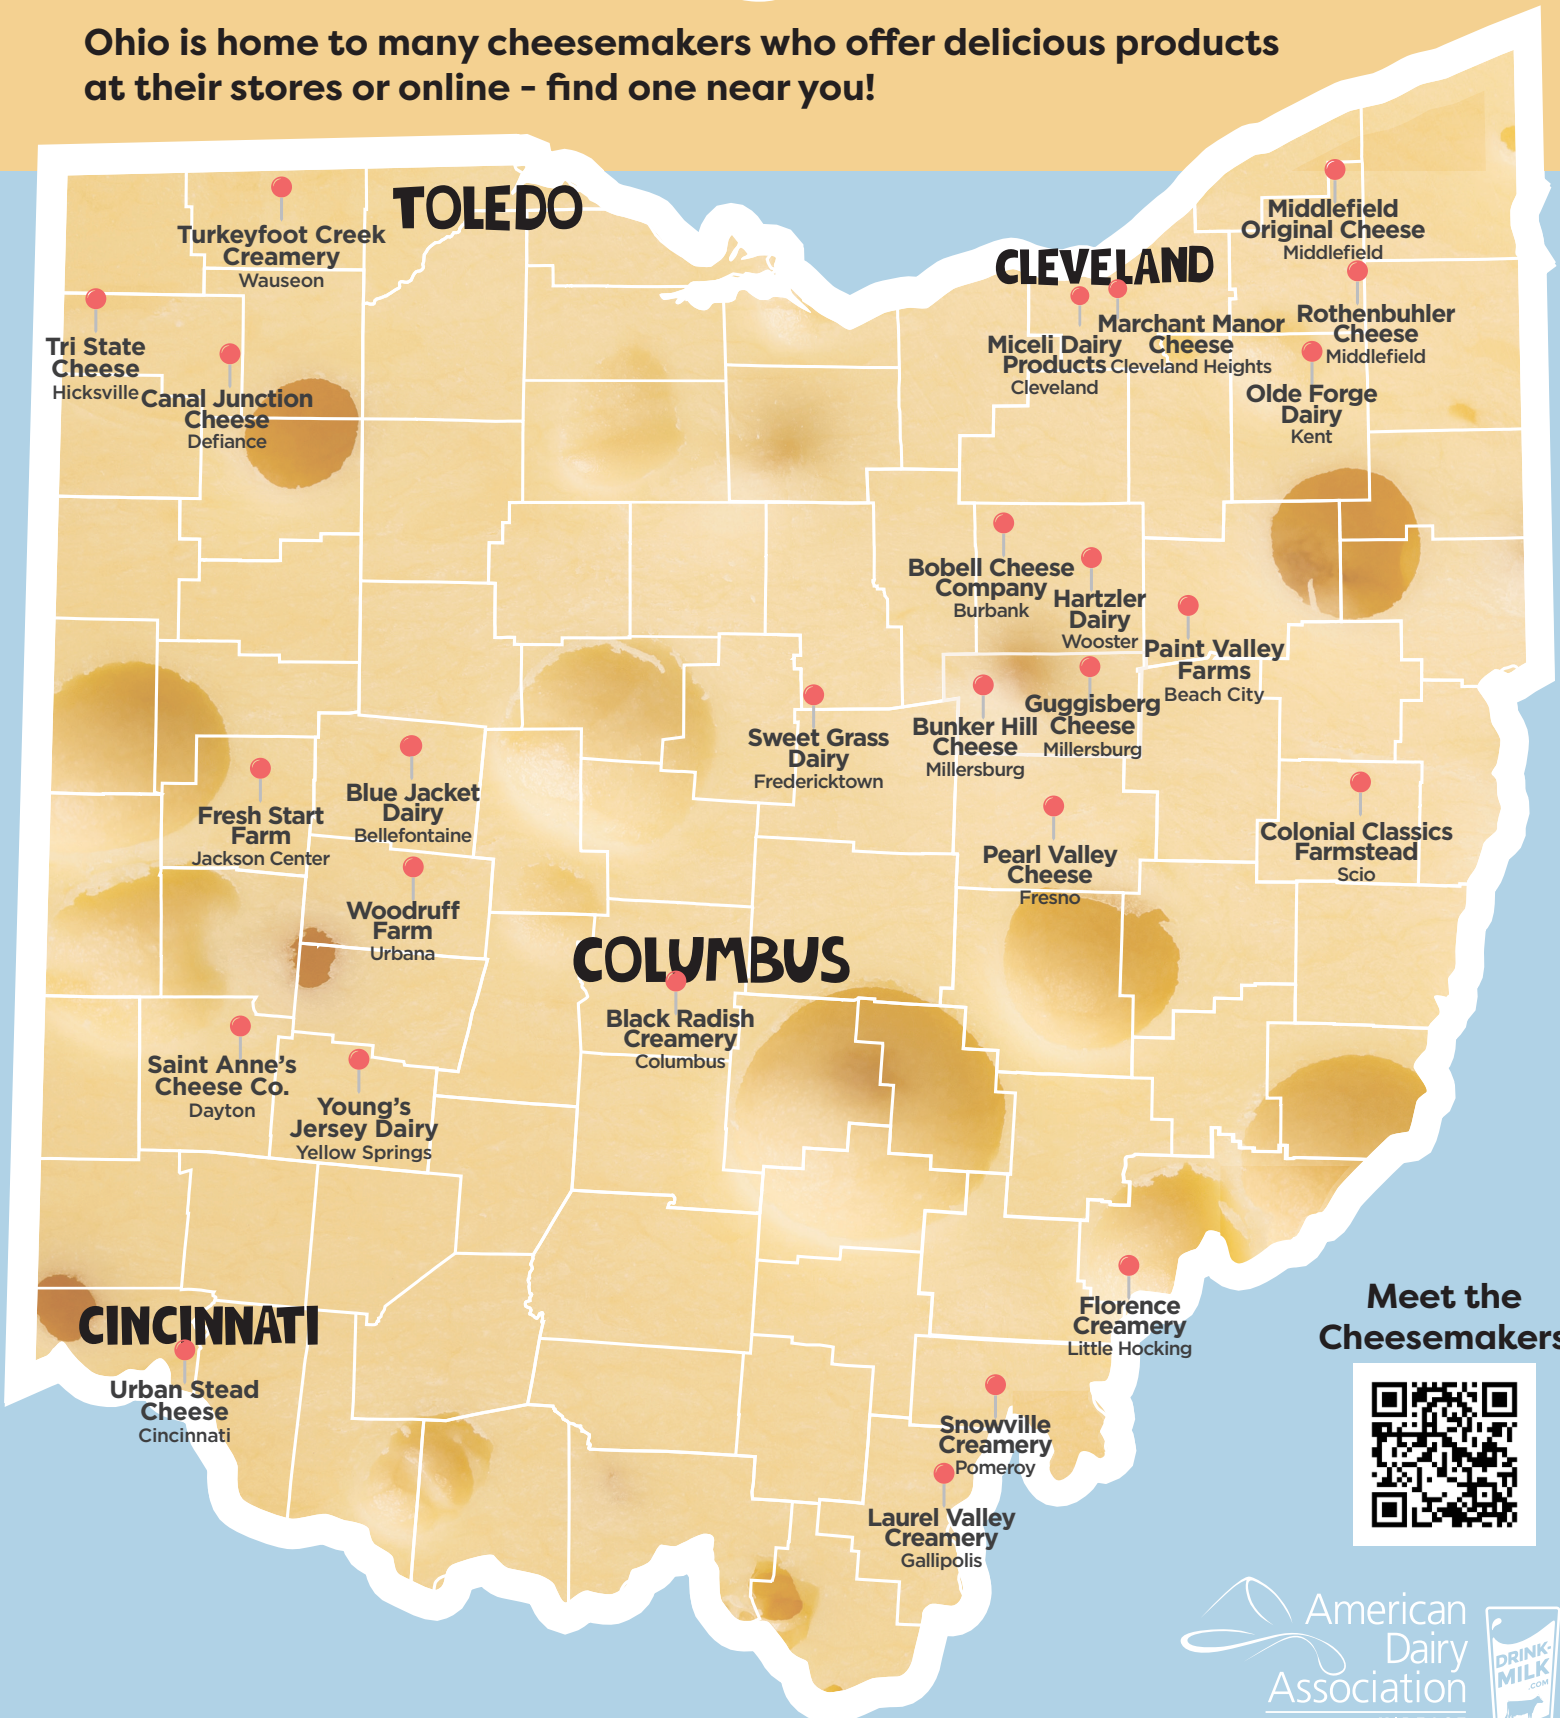 Ohio is home to many cheesemakers who offer delicious products
at their stores or online - find one near you!
TOLEDO
Turkeyfoot Creek
Creamery
Wauseon
Tri State
Cheese
Hicksville
Canal Junction
Cheese
Defiance
CLEVELAND
Middlefield
Original Cheese
Middlefield
Rothenbuhler
Cheese
Middlefield
Marchant Manor
Cheese
Cleveland Heights
Miceli Dairy
Products
Cleveland
Olde Forge
Dairy
Kent
Bobell Cheese
Company
Burbank
Hartzler
Dairy
Wooster
Paint Valley
Farms
Beach City
Guggisberg
Cheese
Millersburg
Bunker Hill
Cheese
Millersburg
Sweet Grass
Dairy
Fredericktown
Blue Jacket
Dairy
Bellefontaine
Fresh Start
Farm
Jackson Center
Pearl Valley
Cheese
Fresno
Colonial Classics
Farmstead
Scio
Woodruff
Farm
Urbana
COLUMBUS
Black Radish
Creamery
Columbus
Saint Anne's
Cheese Co.
Dayton
Young's
Jersey Dairy
Yellow Springs
CINCINNATI
Urban Stead
Cheese
Cincinnati
Florence
Creamery
Little Hocking
Snowville
Creamery
Pomeroy
Laurel Valley
Creamery
Gallipolis
Meet the
Cheesemakers
American
Dairy
Association
DRINK-
MILK
.COM